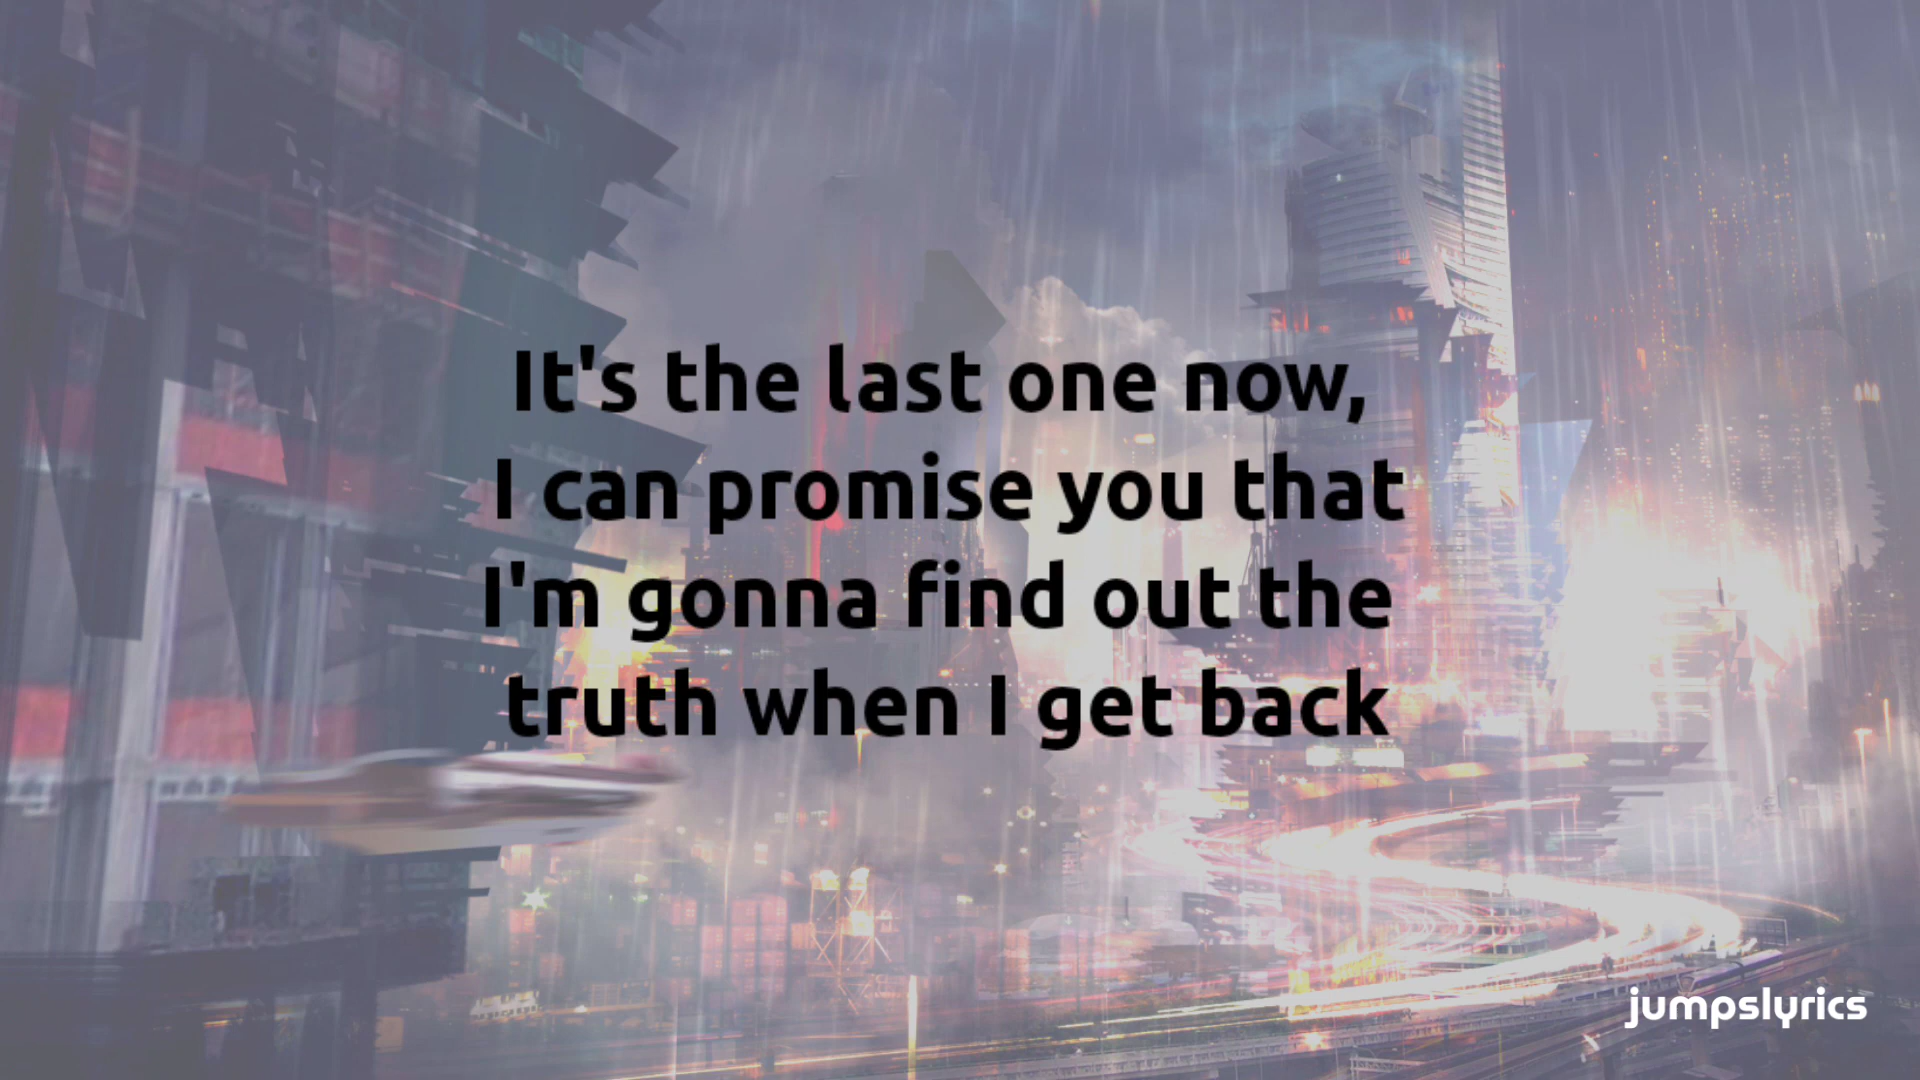 It's the last one now,
I can promise you that
I'm gonna find out the
truth when I get back
jumpslyrics